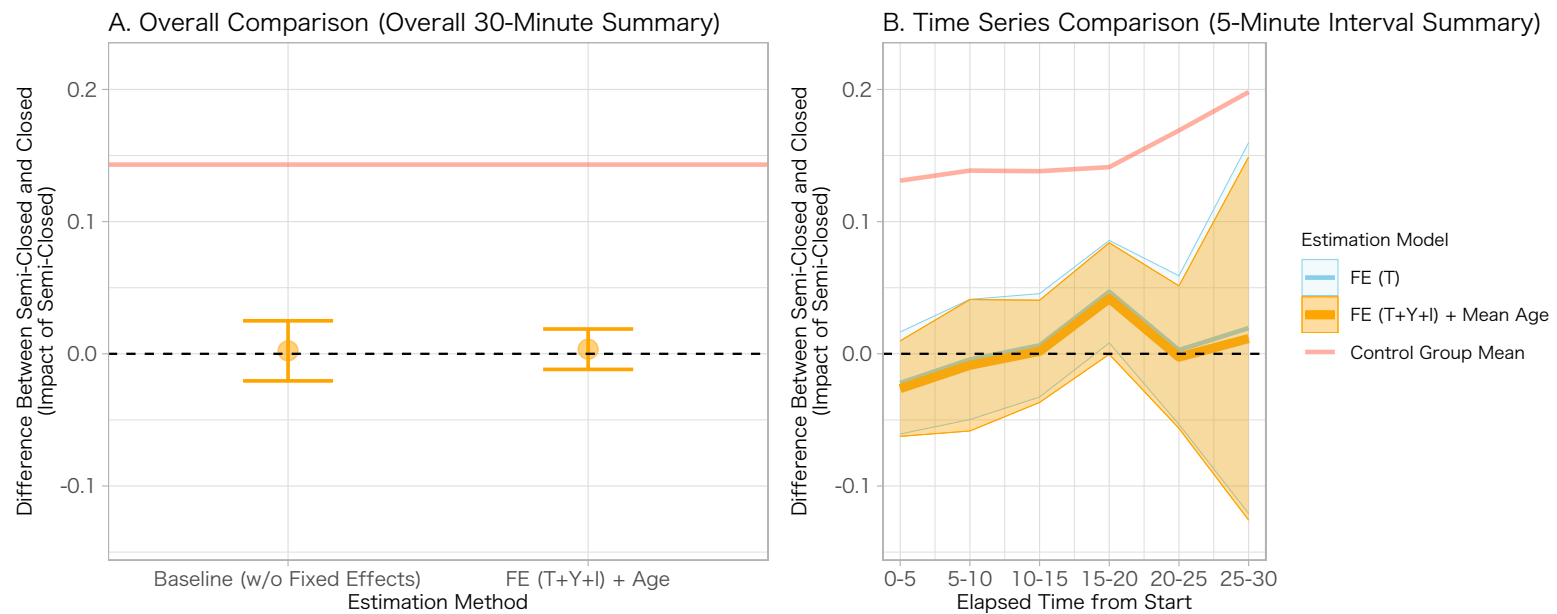 A. Overall Comparison (Overall 30-Minute Summary)
Difference Between Semi-Closed and Closed
(Impact of Semi-Closed)
0.2
0.1
0.0
-0.1
Baseline (w/o Fixed Effects)
FE (T+Y+I) + Age
Estimation Method
B. Time Series Comparison (5-Minute Interval Summary)
Difference Between Semi-Closed and Closed
(Impact of Semi-Closed)
0.2
0.1
0.0
-0.1
0-5
5-10
10-15
15-20
20-25
25-30
Elapsed Time from Start
Estimation Model
FE (T)
FE (T+Y+I) + Mean Age
Control Group Mean